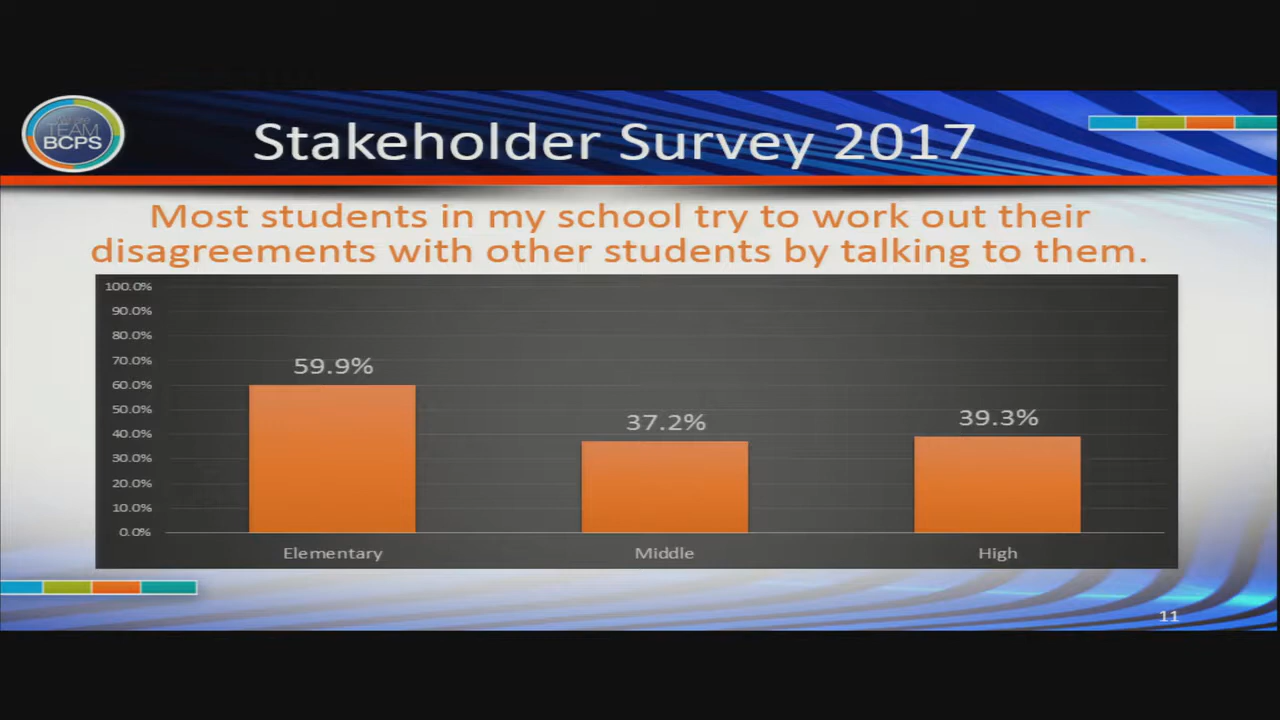 TEAM
BCPS
Stakeholder Survey 2017
Most students in my school try to work out their
disagreements with other students by talking to them.
100.0%
90.0%
80.0%
70.0%
60.0%
50.0%
40.0%
30.0%
20.0%
10.0%
0.0%
59.9%
37.2%
39.3%
Elementary
Middle
High
11